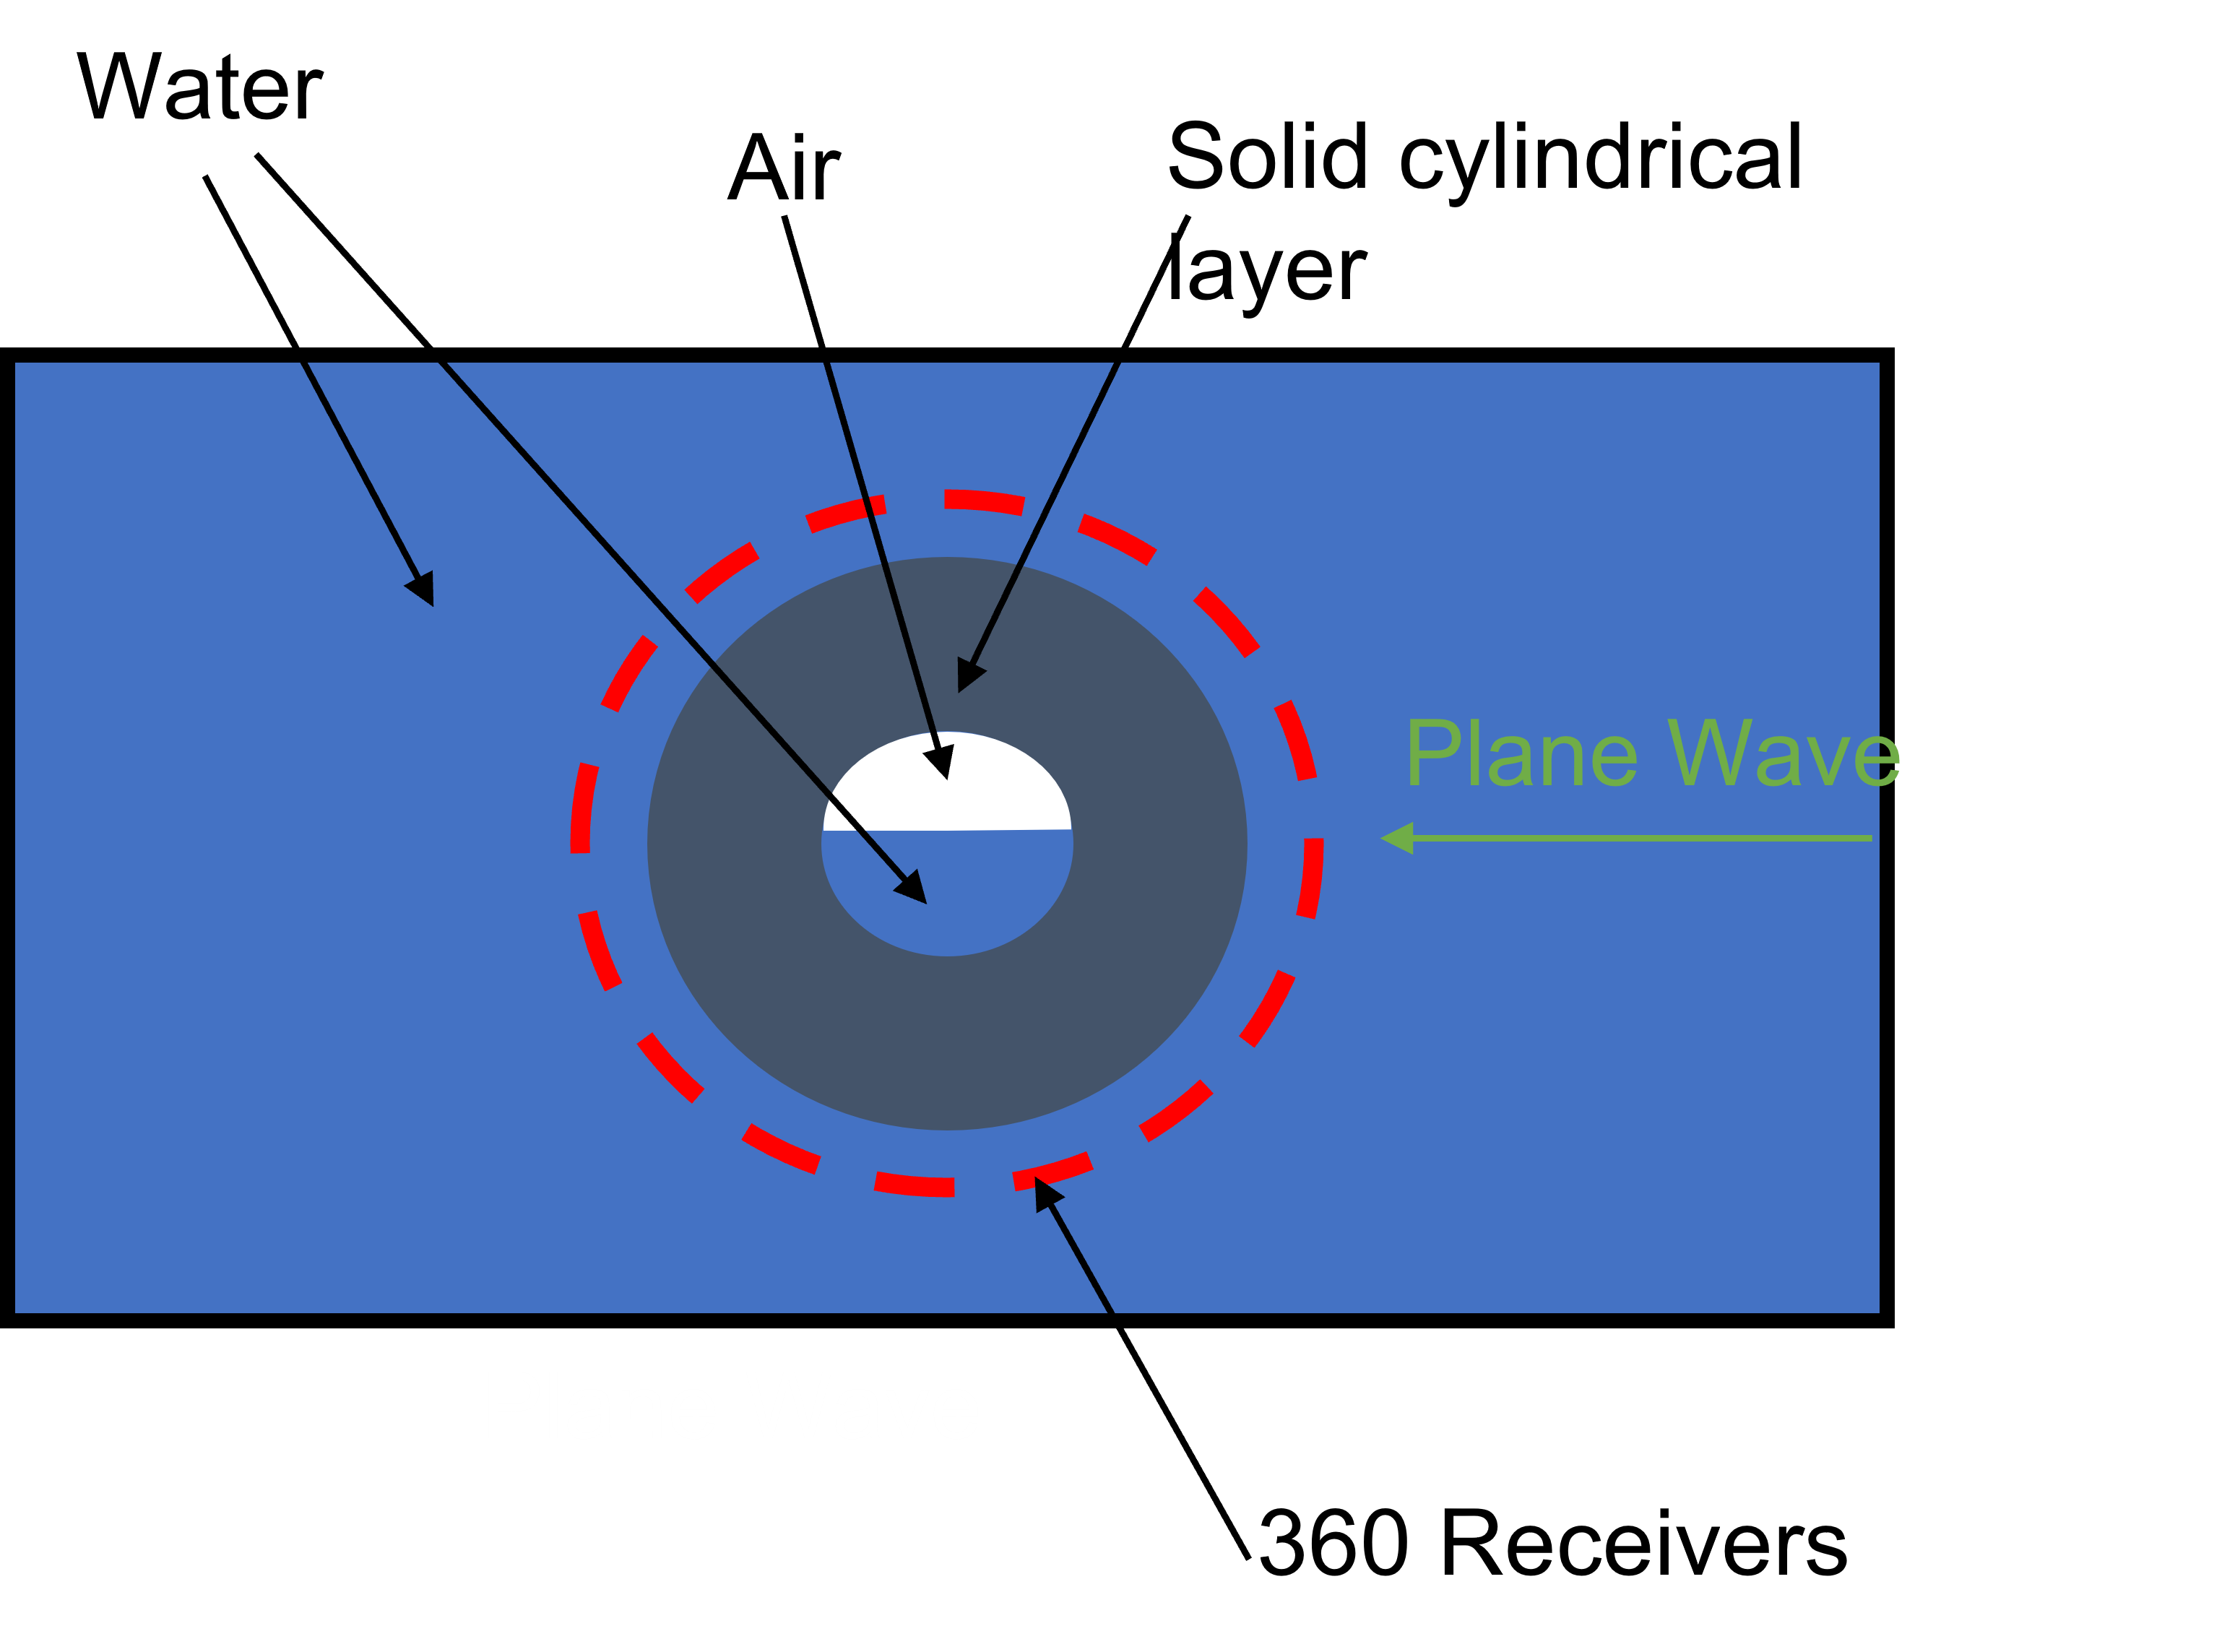 Water
Air
Solid cylindrical
layer
Plane Wave
360 Receivers